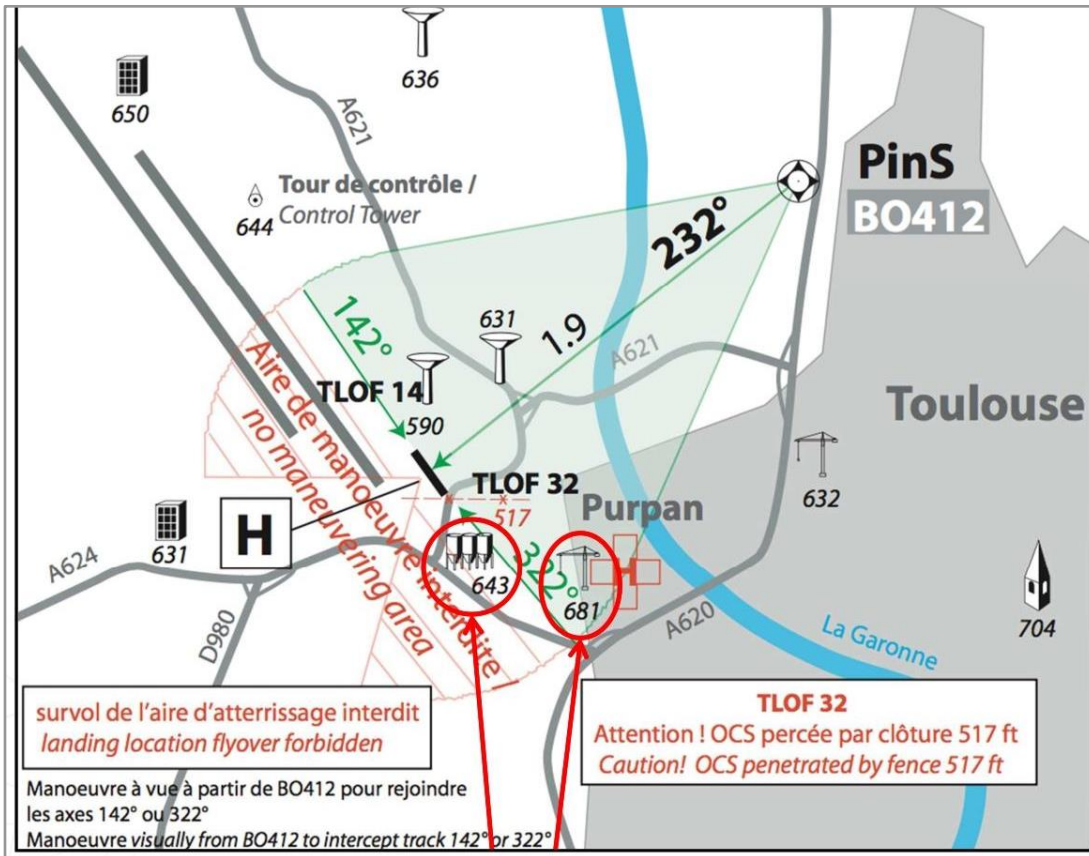 636
650
A621
PinS
BO412
Tour de contrôle /
Control Tower
644
232°
142°
631
1.9
A621
TLOF 14
590
Toulouse
Aire de manoeuvre interdite /
no maneuvering area
TLOF 32
517
Purpan
632
H
631
A624
643
322°
681
D980
A620
La Garonne
704
survol de l'aire d'atterrissage interdit
landing location flyover forbidden
TLOF 32
Attention ! OCS percée par clôture 517 ft
Caution! OCS penetrated by fence 517 ft
Manoeuvre à vue à partir de BO412 pour rejoindre
les axes 142° ou 322°
Manoeuvre visually from BO412 to intercept track 142° or 322°